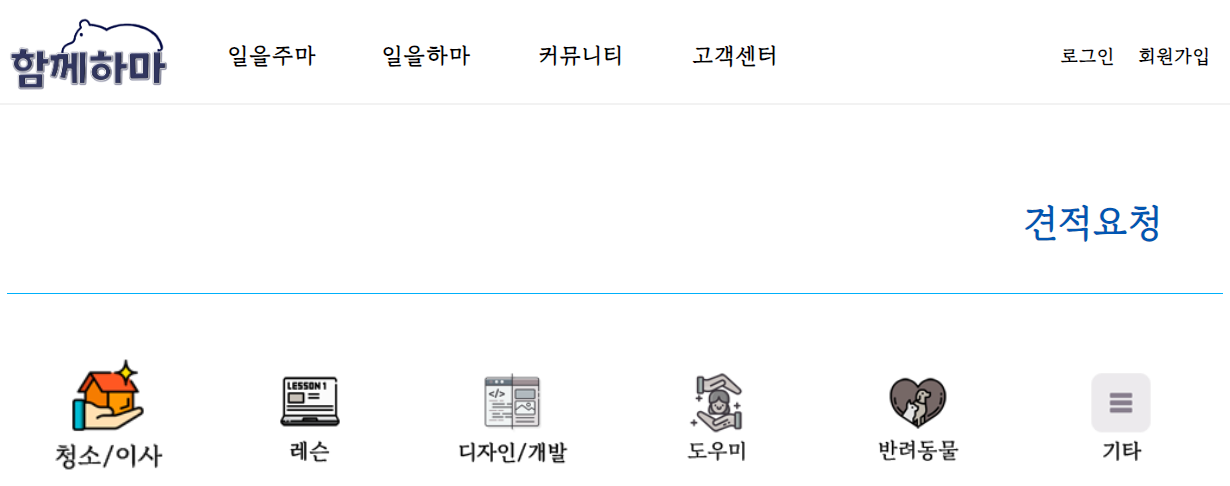 함께하마 일을주마 일을하마 커뮤니티 고객센터 로그인 회원가입
견적요청
LESSON 1 </>
청소/이사 레슨 디자인/개발 도우미 반려동물 기타